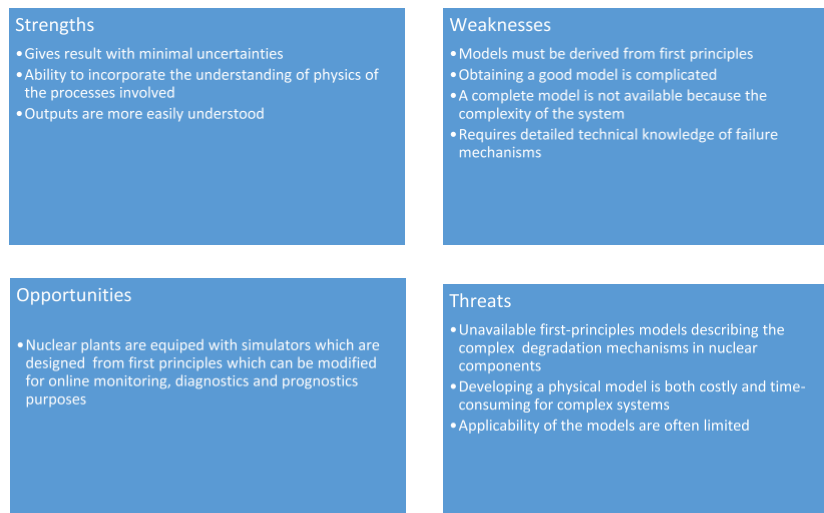 Strengths
•Gives result with minimal uncertainties
•Ability to incorporate the understanding of physics of
the processes involved
•Outputs are more easily understood
Weaknesses
•Models must be derived from first principles
•Obtaining a good model is complicated
•A complete model is not available because the
complexity of the system
•Requires detailed technical knowledge of failure
mechanisms
Opportunities
•Nuclear plants are equiped with simulators which are
designed from first principles which can be modified
for online monitoring, diagnostics and prognostics
purposes
Threats
•Unavailable first-principles models describing the
complex degradation mechanisms in nuclear
components
•Developing a physical model is both costly and time-
consuming for complex systems
•Applicability of the models are often limited